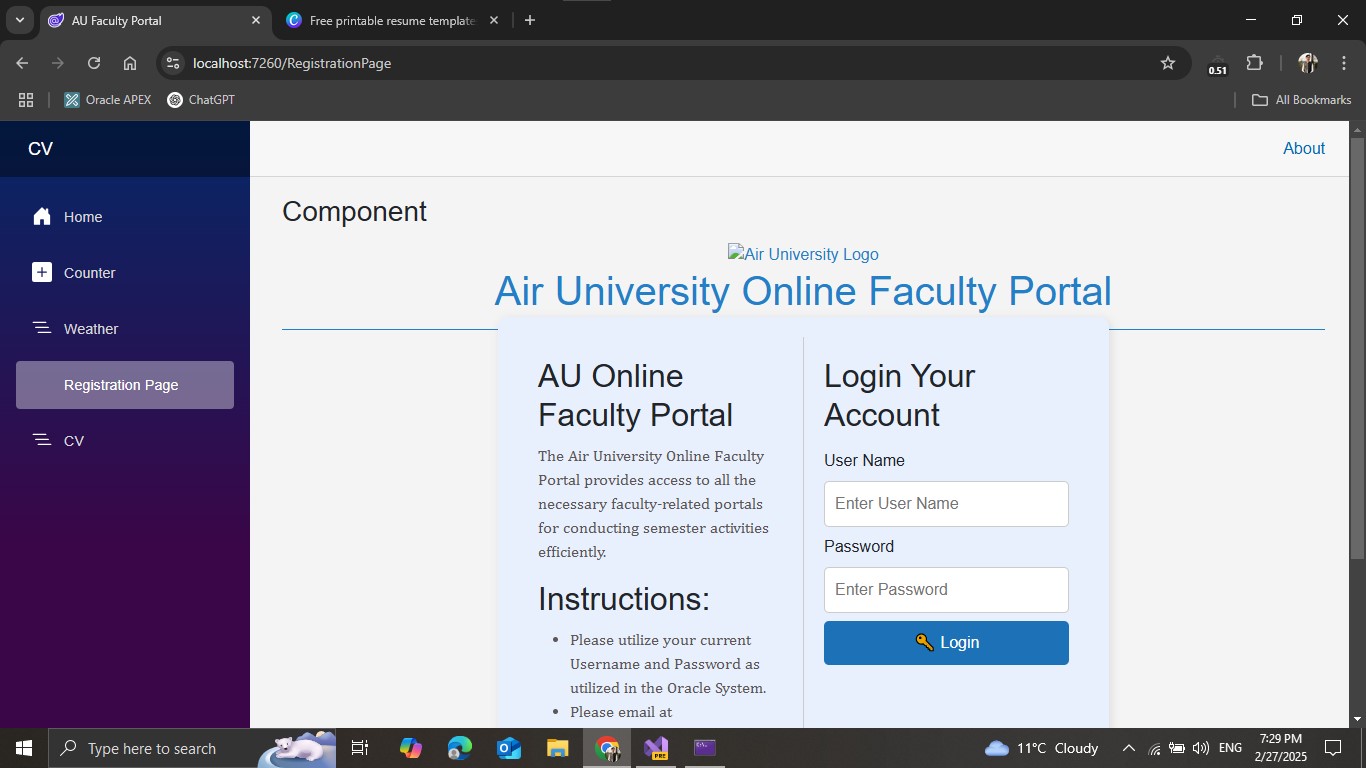 AU Faculty Portal
Free printable resume template
localhost:7260/RegistrationPage
0.51
Oracle APEX
ChatGPT
All Bookmarks
CV
About
Home
Counter
Weather
Registration Page
CV
Component
Air University Logo
Air University Online Faculty Portal
AU Online
Faculty Portal
The Air University Online Faculty
Portal provides access to all the
necessary faculty-related portals
for conducting semester activities
efficiently.
Instructions:
• Please utilize your current
Username and Password as
utilized in the Oracle System.
• Please email at
Login Your
Account
User Name
Enter User Name
Password
Enter Password
Login
Type here to search
PRE
11°C Cloudy
ENG
7:29 PM
2/27/2025